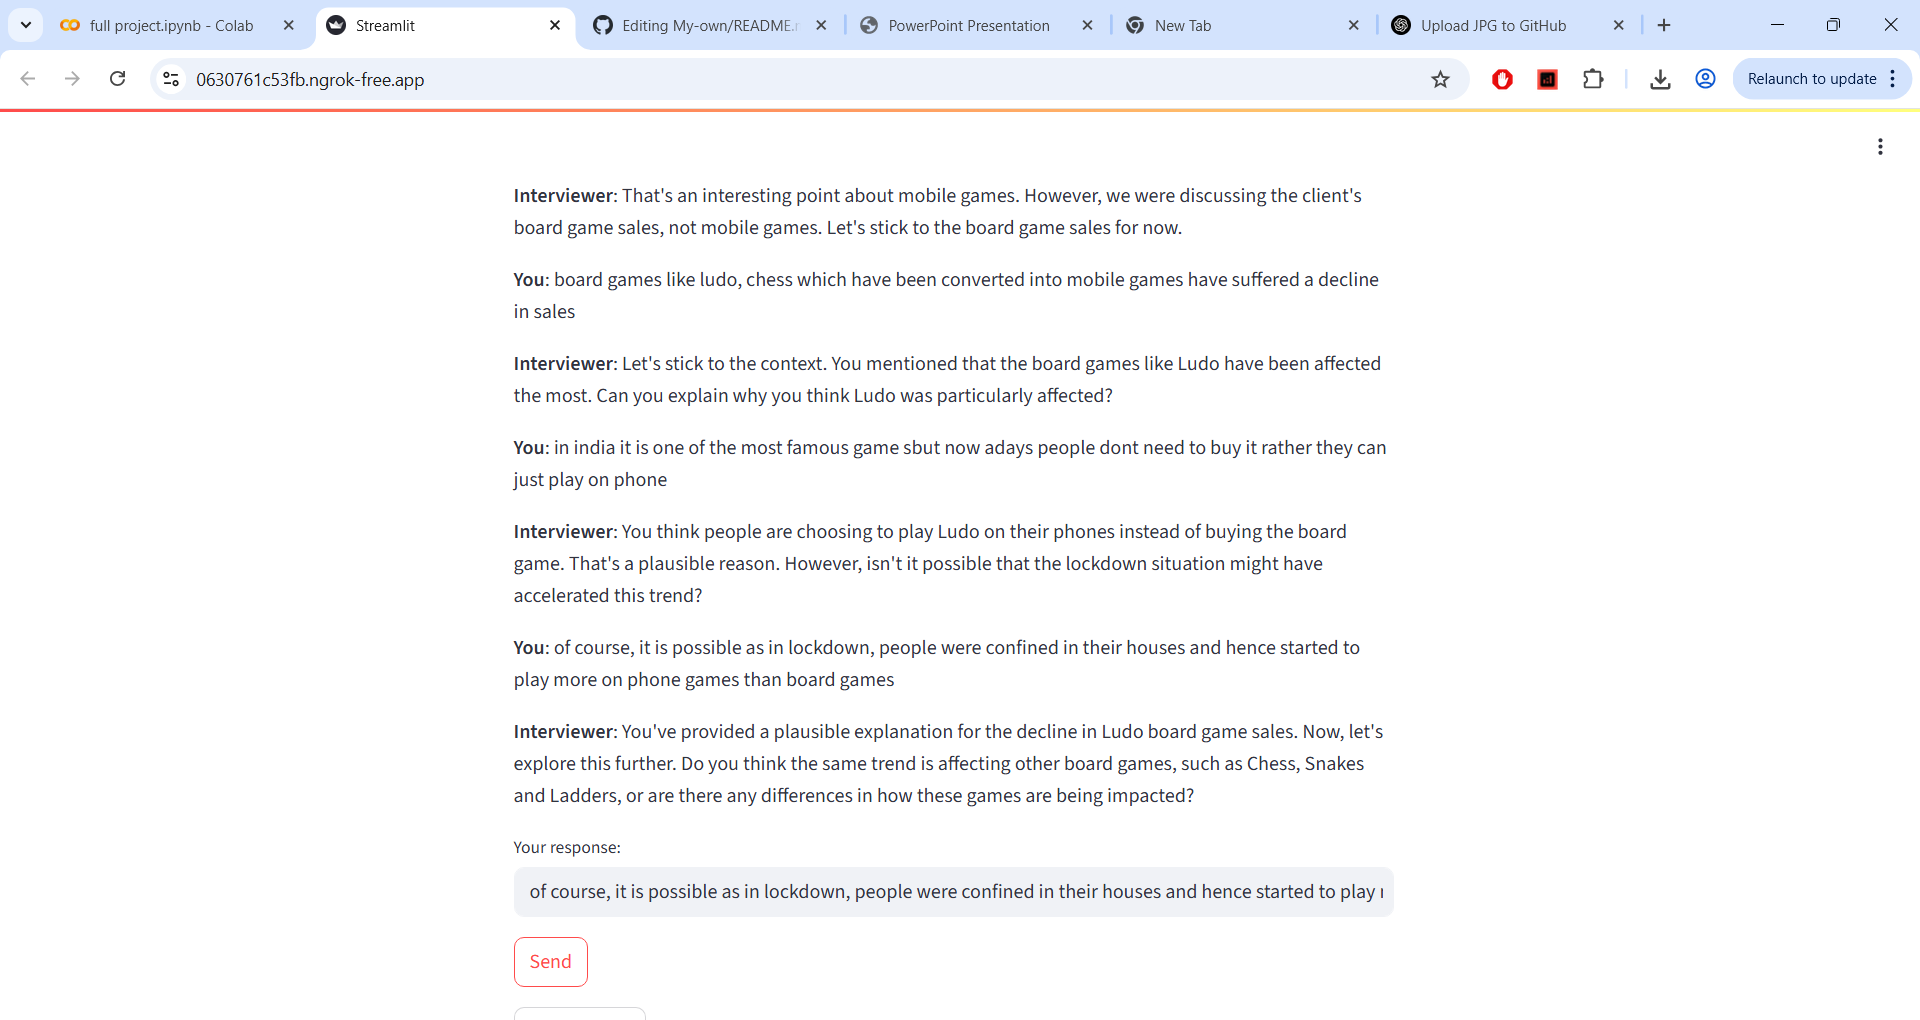 full project.ipynb - Colab
Streamlit
Editing My-own/README.
PowerPoint Presentation
New Tab
Upload JPG to GitHub
0630761c53fb.ngrok-free.app
Relaunch to update
Interviewer: That's an interesting point about mobile games. However, we were discussing the client's
board game sales, not mobile games. Let's stick to the board game sales for now.
You: board games like ludo, chess which have been converted into mobile games have suffered a decline
in sales
Interviewer: Let's stick to the context. You mentioned that the board games like Ludo have been affected
the most. Can you explain why you think Ludo was particularly affected?
You: in india it is one of the most famous game sbut now adays people dont need to buy it rather they can
just play on phone
Interviewer: You think people are choosing to play Ludo on their phones instead of buying the board
game. That's a plausible reason. However, isn't it possible that the lockdown situation might have
accelerated this trend?
You: of course, it is possible as in lockdown, people were confined in their houses and hence started to
play more on phone games than board games
Interviewer: You've provided a plausible explanation for the decline in Ludo board game sales. Now, let's
explore this further. Do you think the same trend is affecting other board games, such as Chess, Snakes
and Ladders, or are there any differences in how these games are being impacted?
Your response:
of course, it is possible as in lockdown, people were confined in their houses and hence started to play
Send